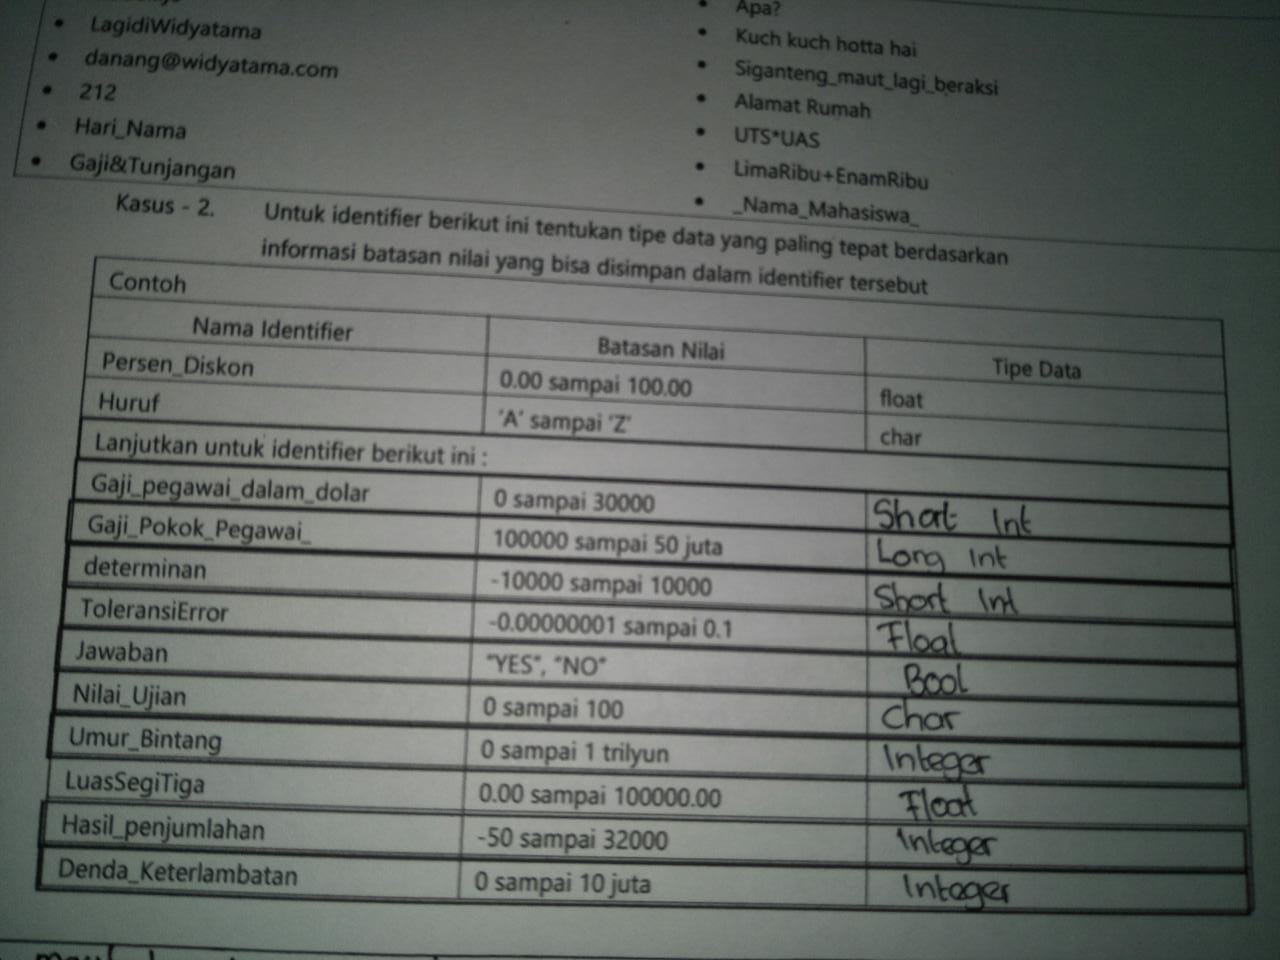 LagidiWidyatama
danang@widyatama.com
212
Hari_Nama
Gaji&Tunjangan
Apa?
Kuch kuch hotta hai
Siganteng_maut_lagi_beraksi
Alamat Rumah
UTS*UAS
LimaRibu+EnamRibu
_Nama_Mahasiswa_
Kasus - 2. Untuk identifier berikut ini tentukan tipe data yang paling tepat berdasarkan
informasi batasan nilai yang bisa disimpan dalam identifier tersebut
Contoh
Nama Identifier Batasan Nilai Tipe Data
Persen_Diskon 0.00 sampai 100.00 float
Huruf 'A' sampai 'Z' char
Lanjutkan untuk identifier berikut ini :
Gaji_pegawai_dalam_dolar 0 sampai 30000 Short Int
Gaji_Pokok_Pegawai_ 100000 sampai 50 juta Long Int
determinan -10000 sampai 10000 Short Int
ToleransiError -0.00000001 sampai 0.1 Float
Jawaban "YES", "NO" Bool
Nilai_Ujian 0 sampai 100 Char
Umur_Bintang 0 sampai 1 trilyun Integer
LuasSegiTiga 0.00 sampai 100000.00 Float
Hasil_penjumlahan -50 sampai 32000 Integer
Denda_Keterlambatan 0 sampai 10 juta Integer